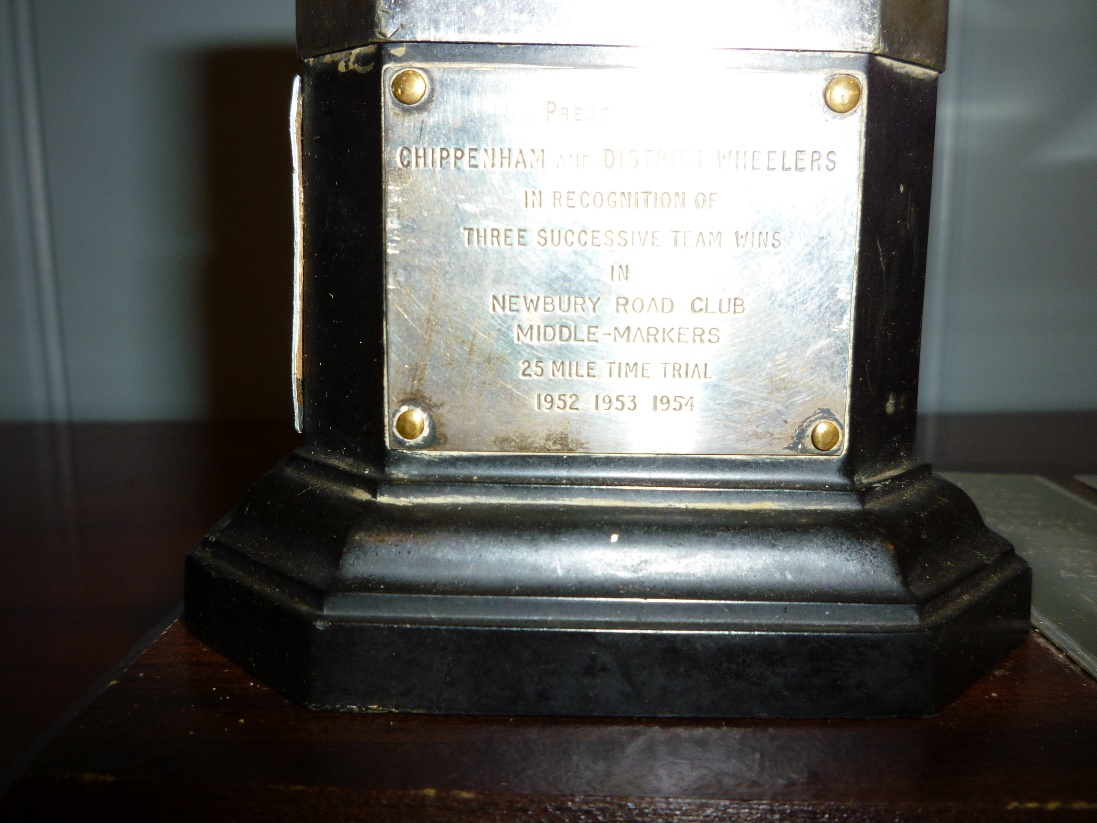 CHIPPENHAM AND DISTRICT WHEELERS
IN RECOGNITION OF
THREE SUCCESSIVE TEAM WINS
IN
NEWBURY ROAD CLUB
MIDDLE-MARKERS
25 MILE TIME TRIAL
1952 1953 1954